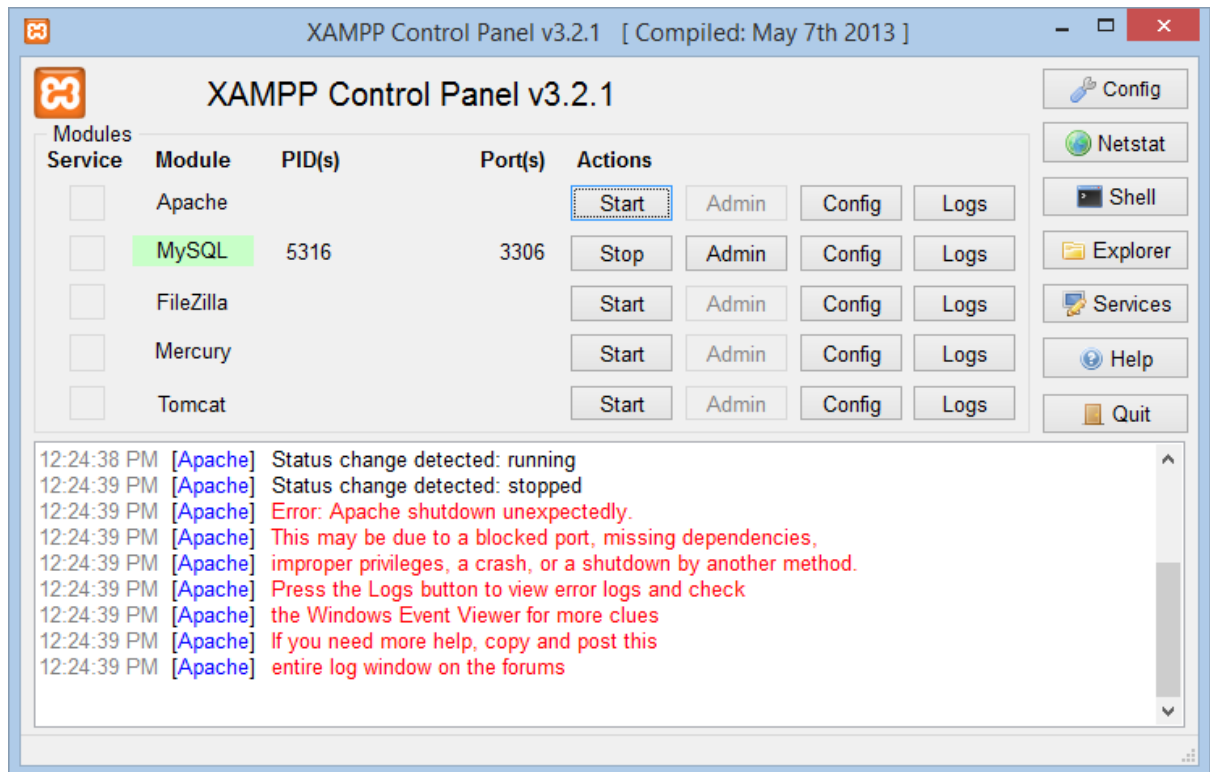 XAMPP Control Panel v3.2.1 [ Compiled: May 7th 2013 ]
XAMPP Control Panel v3.2.1
Config
Netstat
Shell
Explorer
Services
Help
Quit
Modules
Service Module PID(s) Port(s) Actions
Apache Start Admin Config Logs
MySQL 5316 3306 Stop Admin Config Logs
FileZilla Start Admin Config Logs
Mercury Start Admin Config Logs
Tomcat Start Admin Config Logs
12:24:38 PM [Apache] Status change detected: running
12:24:39 PM [Apache] Status change detected: stopped
12:24:39 PM [Apache] Error: Apache shutdown unexpectedly.
12:24:39 PM [Apache] This may be due to a blocked port, missing dependencies,
12:24:39 PM [Apache] improper privileges, a crash, or a shutdown by another method.
12:24:39 PM [Apache] Press the Logs button to view error logs and check
12:24:39 PM [Apache] the Windows Event Viewer for more clues
12:24:39 PM [Apache] If you need more help, copy and post this
12:24:39 PM [Apache] entire log window on the forums